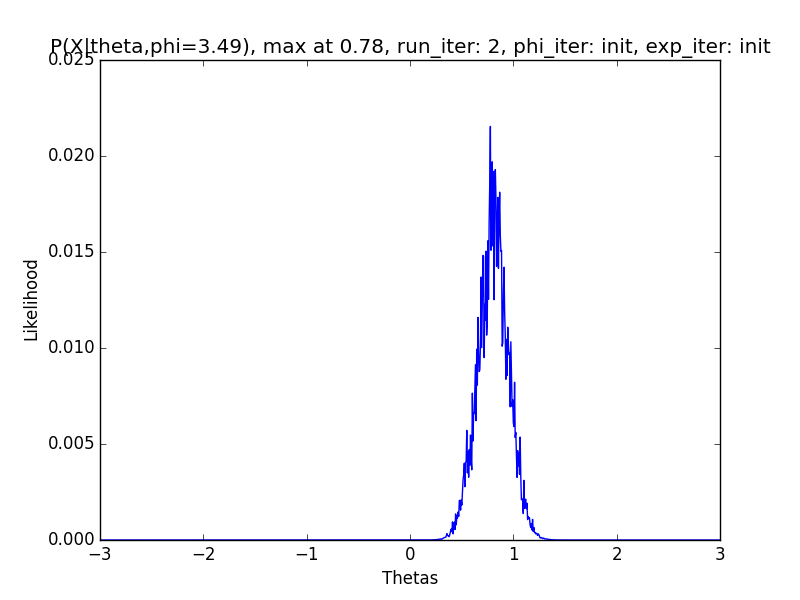 P(X|theta,phi=3.49), max at 0.78, run_iter: 2, phi_iter: init, exp_iter: init
0.025
0.020
0.015
0.010
0.005
0.000
Likelihood
−3 −2 −1 0 1 2 3
Thetas